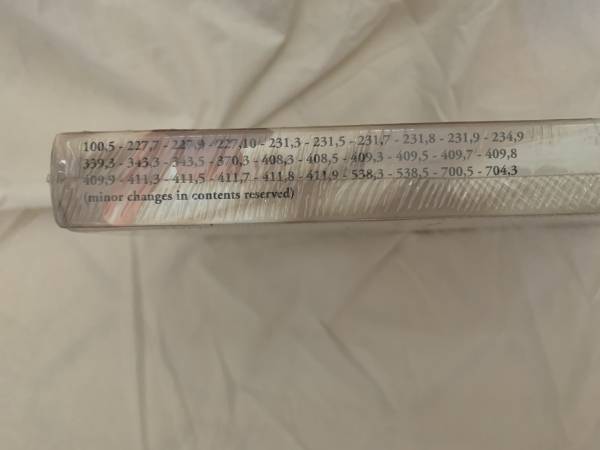 100,5 - 227,7 - 227,9 - 227,10 - 231,3 - 231,5 - 231,7 - 231,8 - 231,9 - 234,9
339,3 - 343,3 - 343,5 - 370,3 - 408,3 - 408,5 - 409,3 - 409,5 - 409,7 - 409,8
409,9 - 411,3 - 411,5 - 411,7 - 411,8 - 411,9 - 538,3 - 538,5 - 700,5 - 704,3
(minor changes in contents reserved)